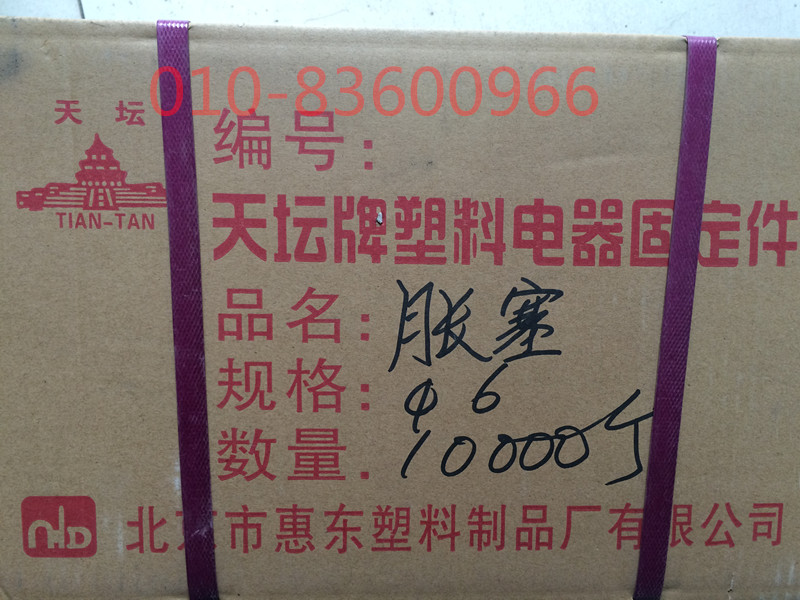 010-83600966
天坛
TIAN-TAN
编号:
天坛牌塑料电器固定件
品名: 胀塞
规格: φ6
数量: 10000个
hD 北京市惠东塑料制品厂有限公司